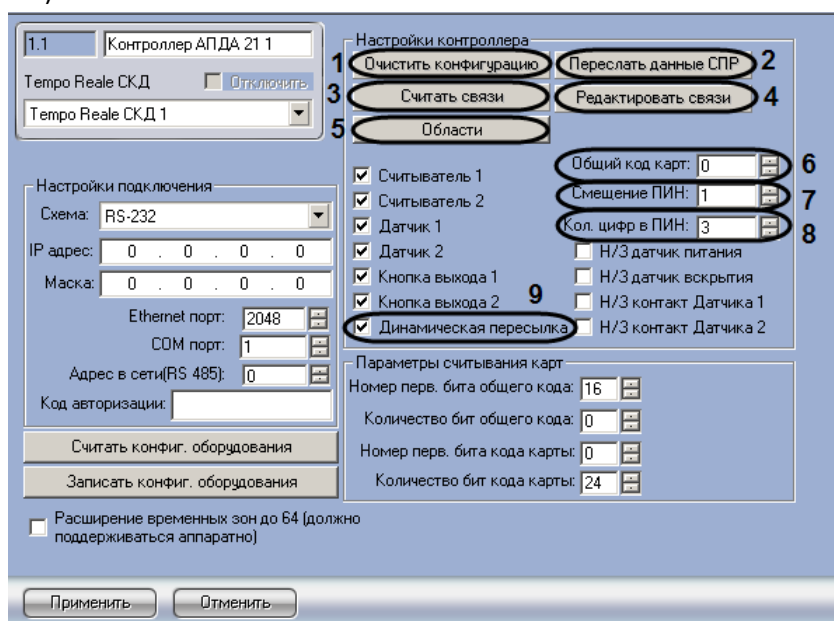 1.1 Контроллер АПДА 21 1
Tempo Reale СКД Отключить
Tempo Reale СКД 1
Настройки подключения
Схема: RS-232
IP адрес: 0 . 0 . 0 . 0
Маска: 0 . 0 . 0 . 0
Ethernet порт: 2048
COM порт: 1
Адрес в сети(RS 485): 0
Код авторизации:
Считать конфиг. оборудования
Записать конфиг. оборудования
Расширение временных зон до 64 (должно
поддерживаться аппаратно)
Настройки контроллера
1 Очистить конфигурацию Переслать данные СПР 2
3 Считать связи Редактировать связи 4
5 Области
Считыватель 1 Общий код карт: 0 6
Считыватель 2 Смещение ПИН: 1 7
Датчик 1 Кол. цифр в ПИН: 3 8
Датчик 2 Н/З датчик питания
Кнопка выхода 1 Н/З датчик вскрытия
Кнопка выхода 2 9 Н/З контакт Датчика 1
Динамическая пересылка Н/З контакт Датчика 2
Параметры считывания карт
Номер перв. бита общего кода: 16
Количество бит общего кода: 0
Номер перв. бита кода карты: 0
Количество бит кода карты: 24
Применить Отменить